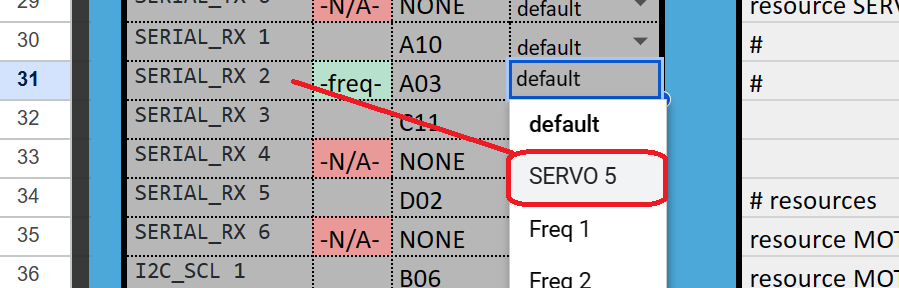 29 SERIAL_TX 6 -N/A- NONE default resource SERV
30 SERIAL_RX 1 A10 default #
31 SERIAL_RX 2 -freq- A03 default #
32 SERIAL_RX 3 C11 default
33 SERIAL_RX 4 -N/A- NONE SERVO 5
34 SERIAL_RX 5 D02 # resources
35 SERIAL_RX 6 -N/A- NONE Freq 1 resource MOT
36 I2C_SCL 1 B06 Freq 2 resource MOT